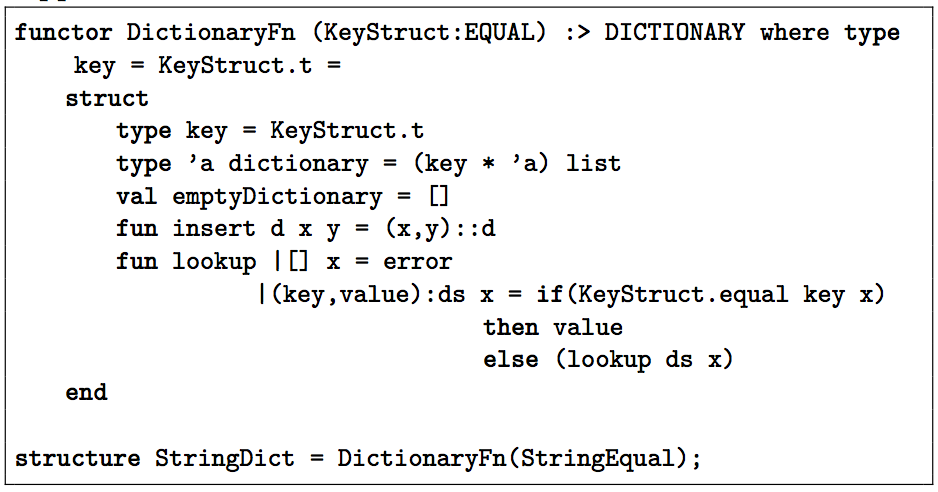 functor DictionaryFn (KeyStruct:EQUAL) :> DICTIONARY where type
key = KeyStruct.t =
struct
type key = KeyStruct.t
type 'a dictionary = (key * 'a) list
val emptyDictionary = []
fun insert d x y = (x,y)::d
fun lookup |[] x = error
|(key,value):ds x = if(KeyStruct.equal key x)
then value
else (lookup ds x)
end
structure StringDict = DictionaryFn(StringEqual);